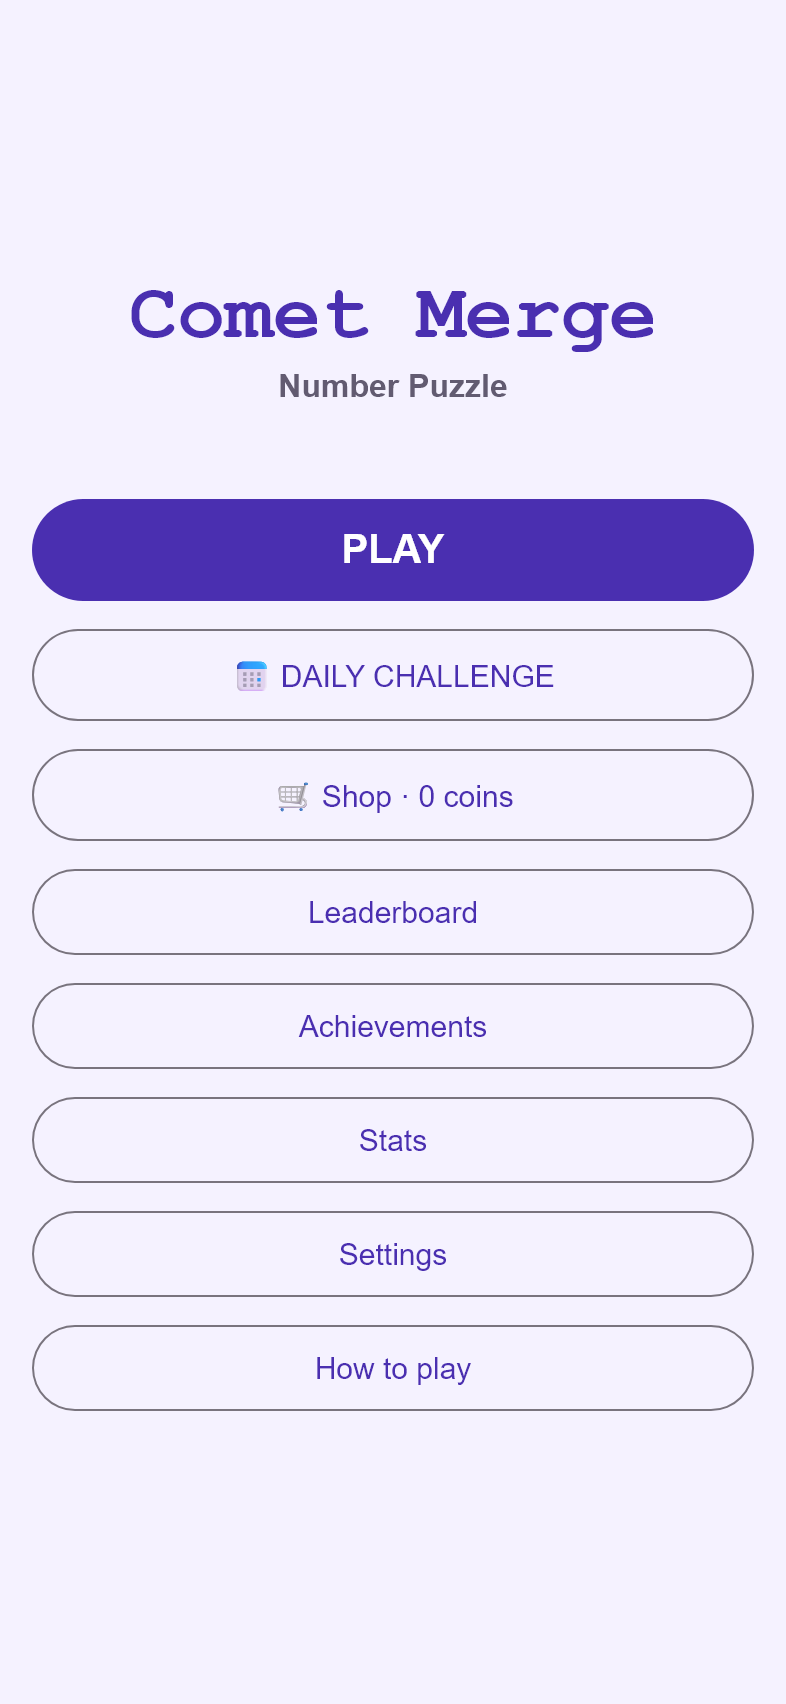 Comet Merge
Number Puzzle
PLAY
DAILY CHALLENGE
Shop · 0 coins
Leaderboard
Achievements
Stats
Settings
How to play